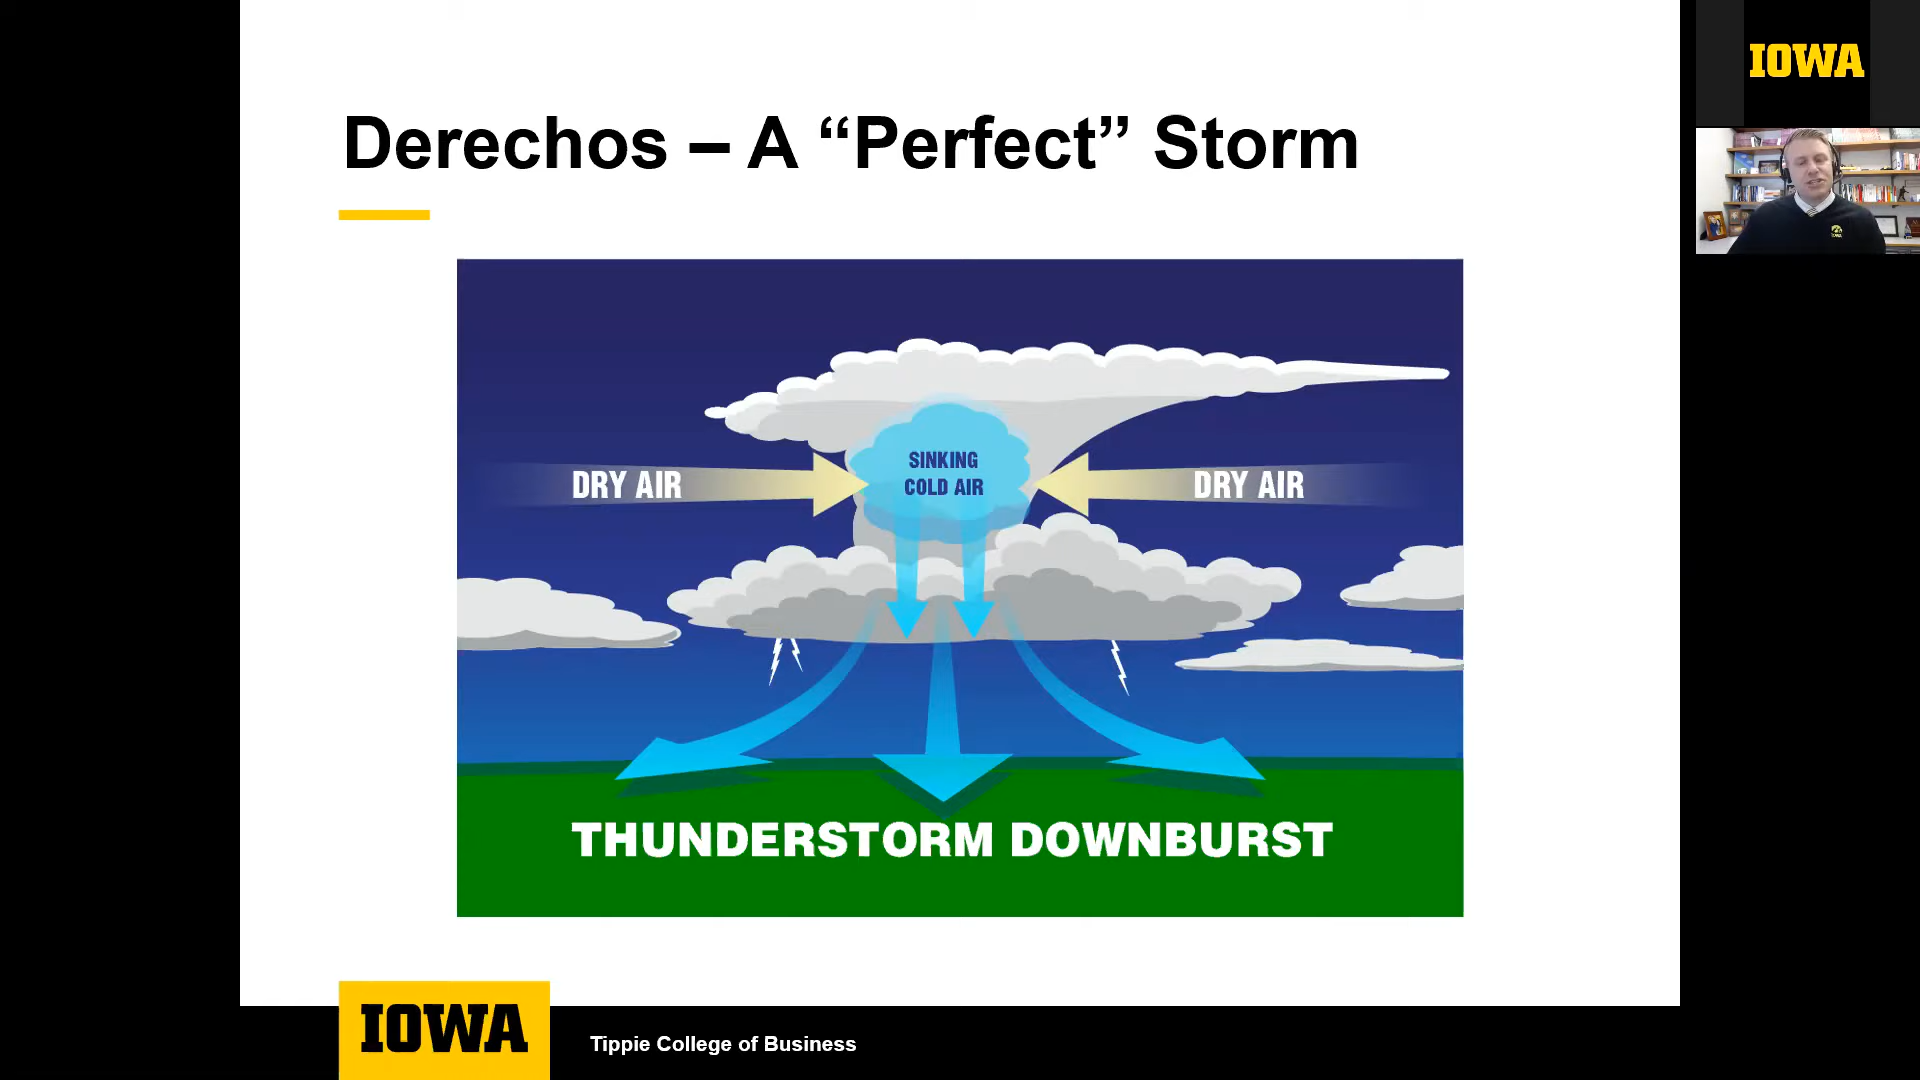 Derechos – A “Perfect” Storm
IOWA
SINKING
COLD AIR
DRY AIR
DRY AIR
THUNDERSTORM DOWNBURST
IOWA
Tippie College of Business